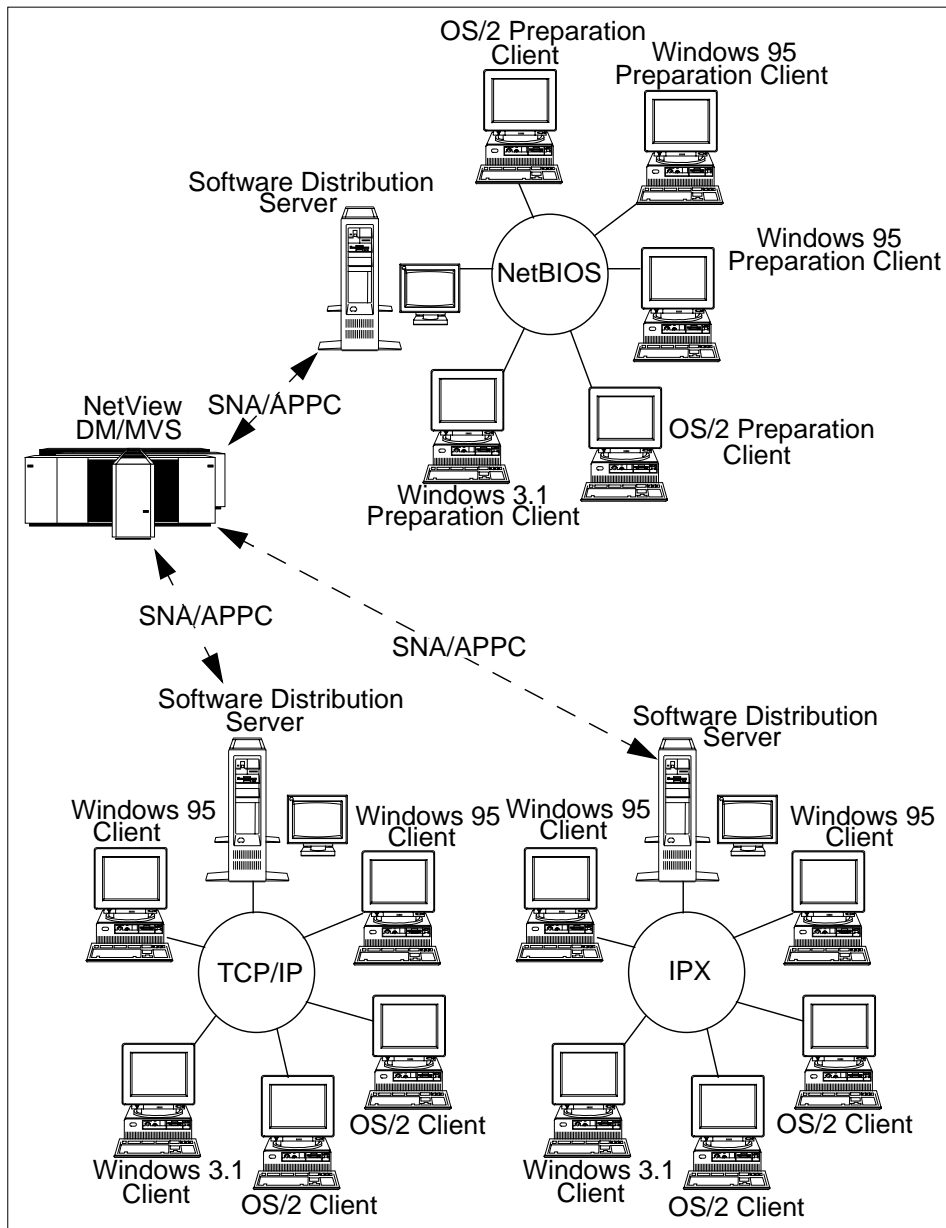 OS/2 Preparation
Client
Windows 95
Preparation Client
Software Distribution
Server
Windows 95
Preparation Client
NetBIOS
NetView
DM/MVS
SNA/APPC
OS/2 Preparation
Client
Windows 3.1
Preparation Client
SNA/APPC
SNA/APPC
Software Distribution
Server
Software Distribution
Server
Windows 95
Client
Windows 95
Client
Windows 95
Client
Windows 95
Client
TCP/IP
IPX
OS/2 Client
OS/2 Client
Windows 3.1
Client
OS/2 Client
Windows 3.1
Client
OS/2 Client